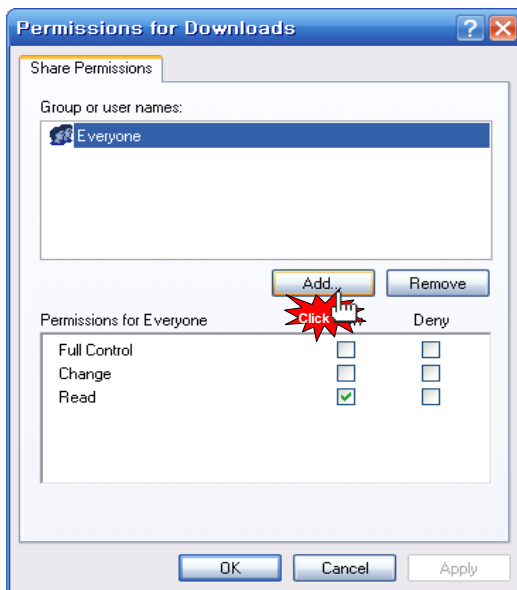 Permissions for Downloads
Share Permissions
Group or user names:
Everyone
Add...
Remove
Permissions for Everyone
Click
Deny
Full Control
Change
Read
OK
Cancel
Apply